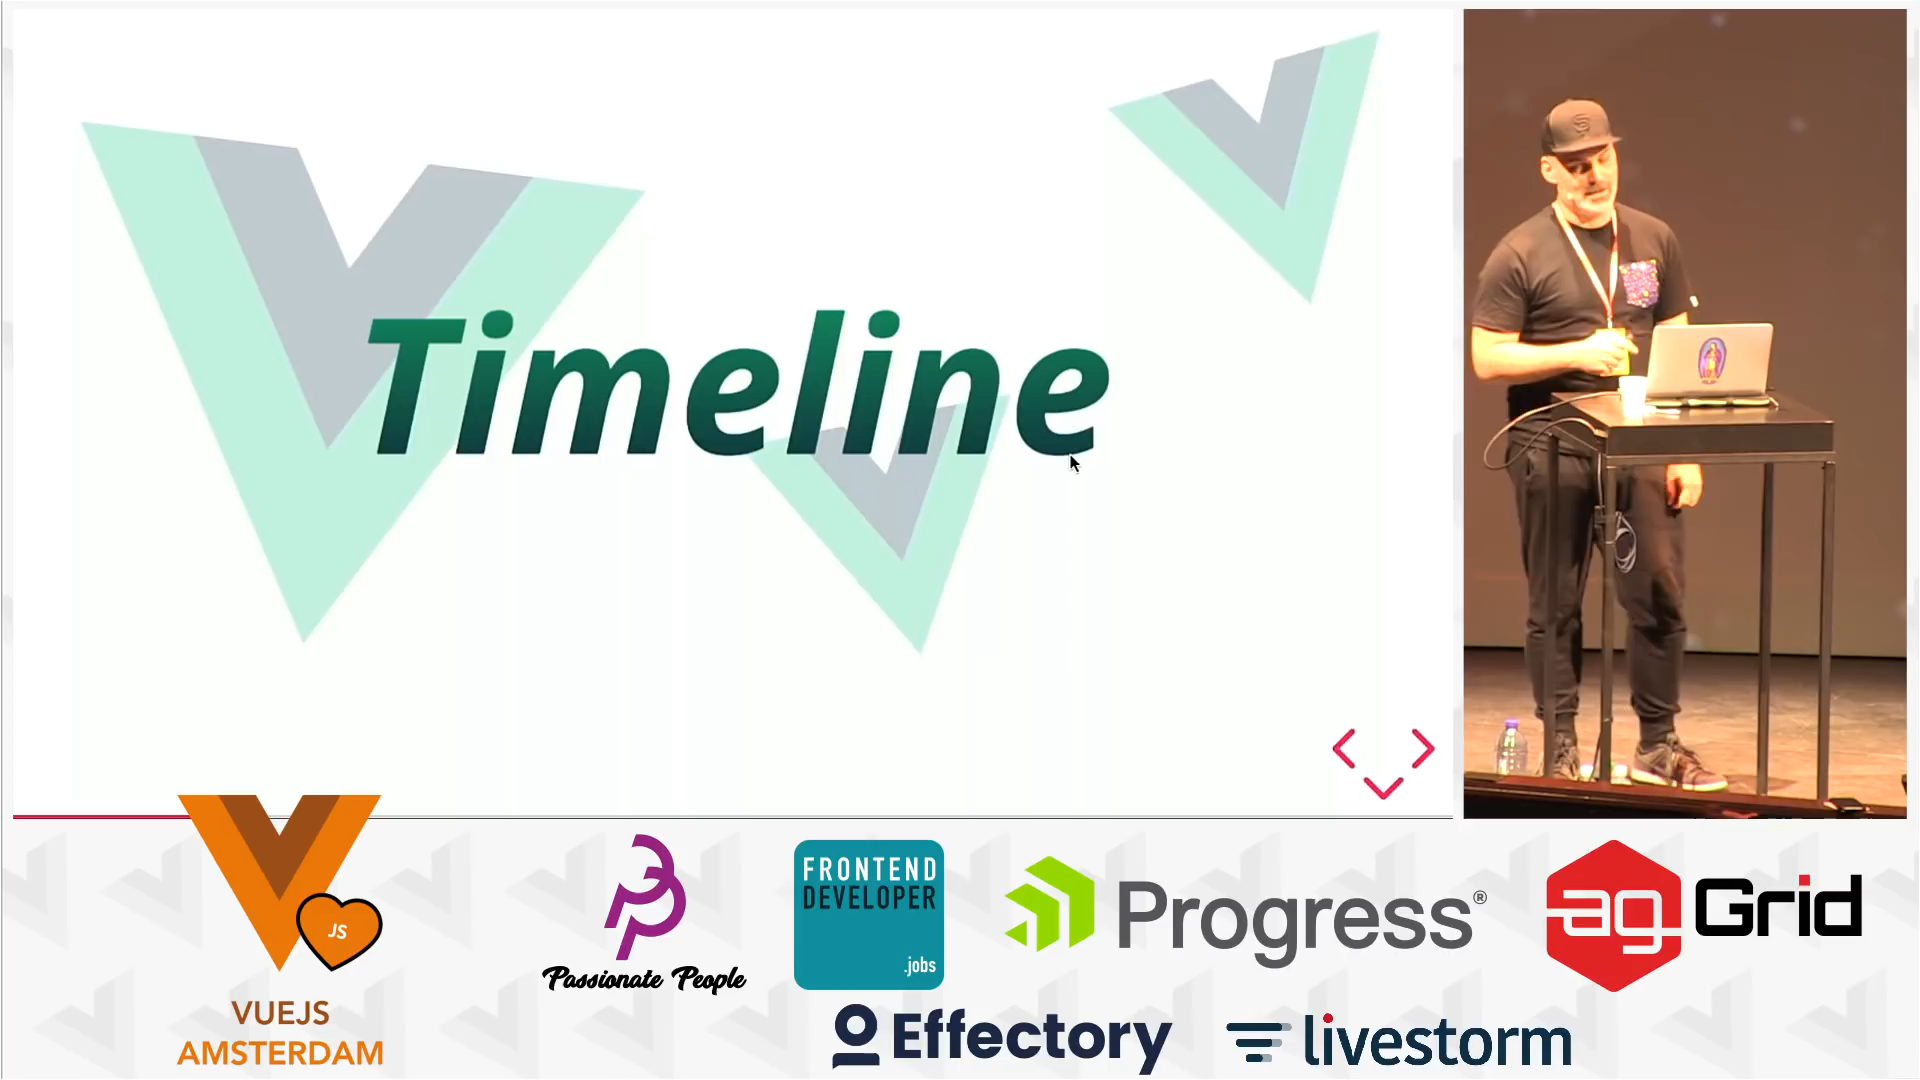 Timeline
JS
VUEJS
AMSTERDAM
Passionate People
FRONTEND
DEVELOPER
.jobs
Progress®
ag Grid
Effectory
livestorm